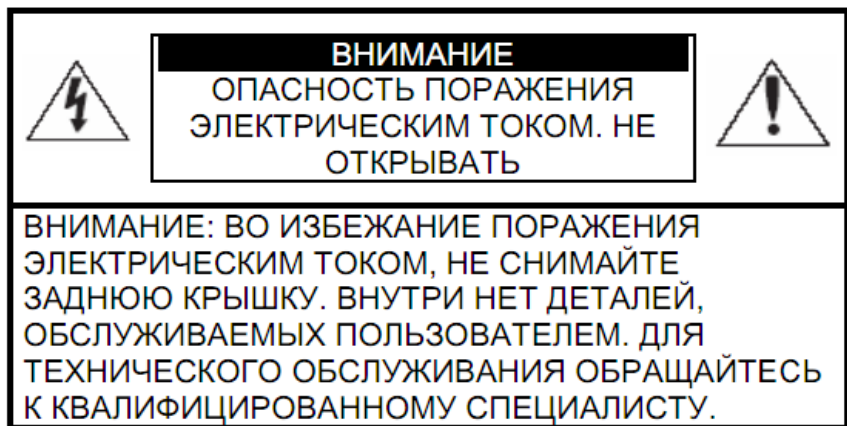 ВНИМАНИЕ
ОПАСНОСТЬ ПОРАЖЕНИЯ
ЭЛЕКТРИЧЕСКИМ ТОКОМ. НЕ
ОТКРЫВАТЬ
ВНИМАНИЕ: ВО ИЗБЕЖАНИЕ ПОРАЖЕНИЯ
ЭЛЕКТРИЧЕСКИМ ТОКОМ, НЕ СНИМАЙТЕ
ЗАДНЮЮ КРЫШКУ. ВНУТРИ НЕТ ДЕТАЛЕЙ,
ОБСЛУЖИВАЕМЫХ ПОЛЬЗОВАТЕЛЕМ. ДЛЯ
ТЕХНИЧЕСКОГО ОБСЛУЖИВАНИЯ ОБРАЩАЙТЕСЬ
К КВАЛИФИЦИРОВАННОМУ СПЕЦИАЛИСТУ.